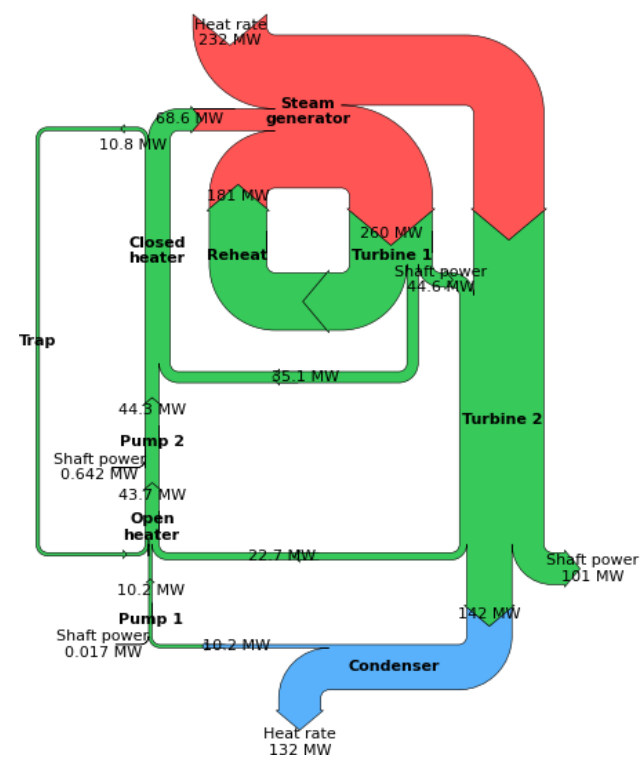 Heat rate
232 MW
Steam
generator
68.6 MW
10.8 MW
181 MW
260 MW
Closed
heater
Reheat
Turbine 1
Shaft power
44.6 MW
Trap
35.1 MW
44.3 MW
Turbine 2
Pump 2
Shaft power
0.642 MW
43.7 MW
Open
heater
22.7 MW
Shaft power
101 MW
10.2 MW
142 MW
Pump 1
Shaft power
0.017 MW
10.2 MW
Condenser
Heat rate
132 MW